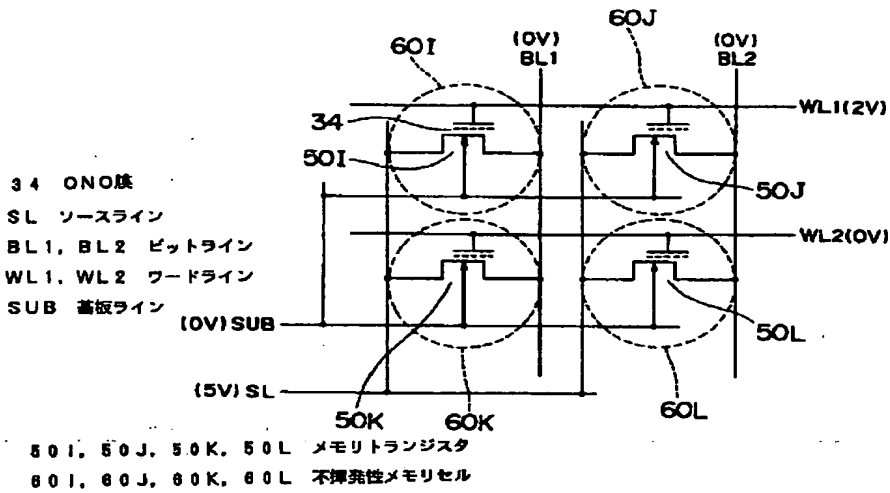 60I
(0V)
BL1
60J
(0V)
BL2
WL1(2V)
34
50I
50J
34 ONO膜
SL ソースライン
BL1, BL2 ビットライン
WL1, WL2 ワードライン
SUB 基板ライン
WL2(0V)
(0V) SUB
50L
(5V) SL
50K
60K
60L
50I, 50J, 50K, 50L メモリトランジスタ
60I, 60J, 60K, 60L 不揮発性メモリセル